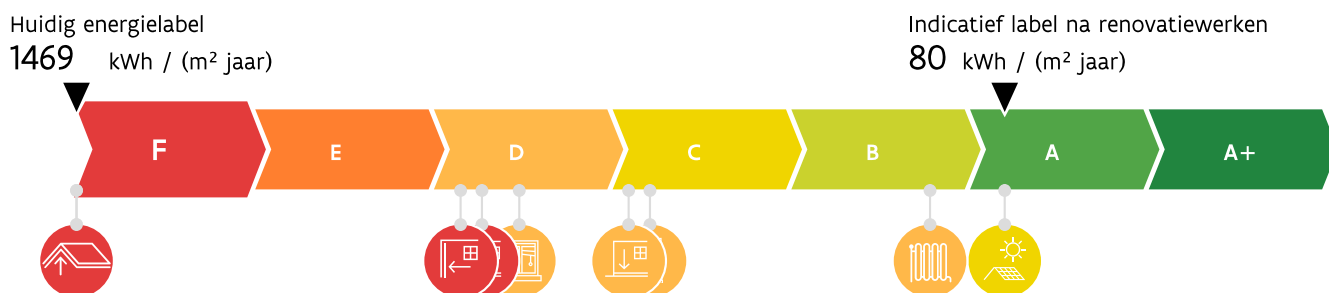 Huidig energielabel
1469 kWh / (m² jaar)
Indicatief label na renovatiewerken
80 kWh / (m² jaar)
F E D C B A A+